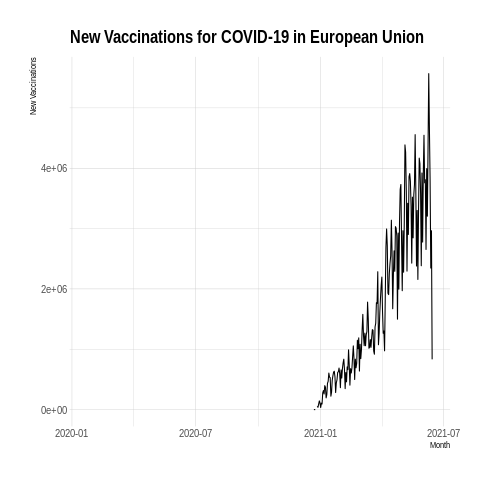 New Vaccinations for COVID-19 in European Union
New Vaccinations
4e+06
2e+06
0e+00
2020-01
2020-07
2021-01
2021-07
Month